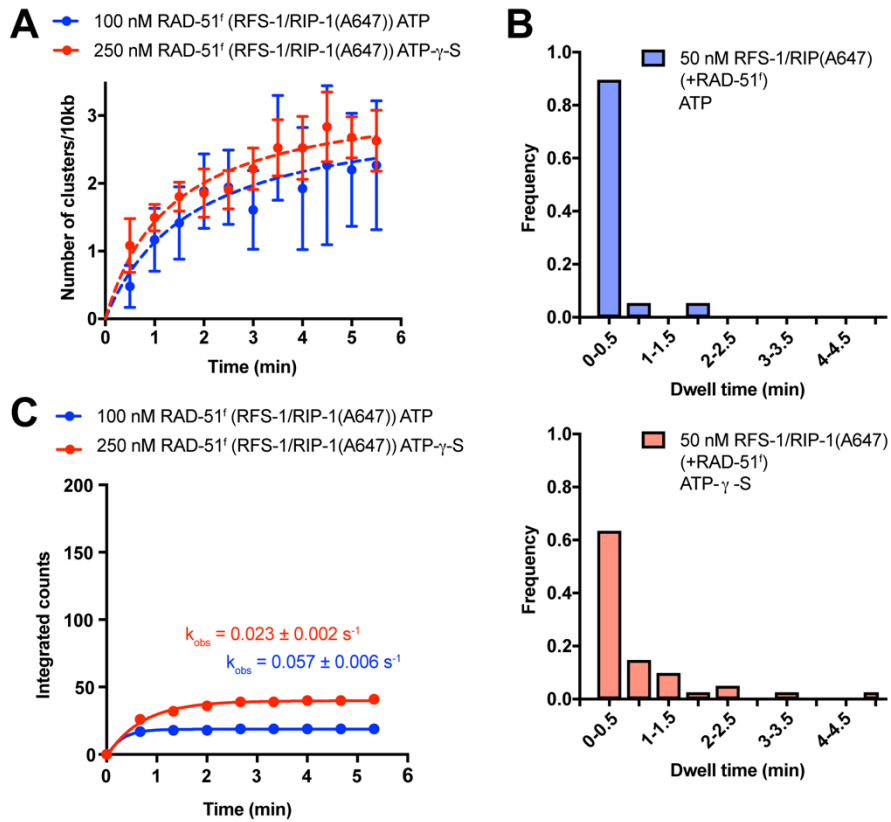 A
100 nM RAD-51ᶠ (RFS-1/RIP-1(A647)) ATP
250 nM RAD-51ᶠ (RFS-1/RIP-1(A647)) ATP-γ-S
Number of clusters/10kb
3
2
1
0
0 1 2 3 4 5 6
Time (min)
B
50 nM RFS-1/RIP(A647)
(+RAD-51ᶠ)
ATP
Frequency
1.0
0.8
0.6
0.4
0.2
0.0
0-0.5 1-1.5 2-2.5 3-3.5 4-4.5
Dwell time (min)
50 nM RFS-1/RIP-1(A647)
(+RAD-51ᶠ)
ATP-γ-S
Frequency
1.0
0.8
0.6
0.4
0.2
0.0
0-0.5 1-1.5 2-2.5 3-3.5 4-4.5
Dwell time (min)
C
100 nM RAD-51ᶠ (RFS-1/RIP-1(A647)) ATP
250 nM RAD-51ᶠ (RFS-1/RIP-1(A647)) ATP-γ-S
Integrated counts
200
150
100
50
0
k_obs = 0.023 ± 0.002 s⁻¹
k_obs = 0.057 ± 0.006 s⁻¹
0 1 2 3 4 5 6
Time (min)